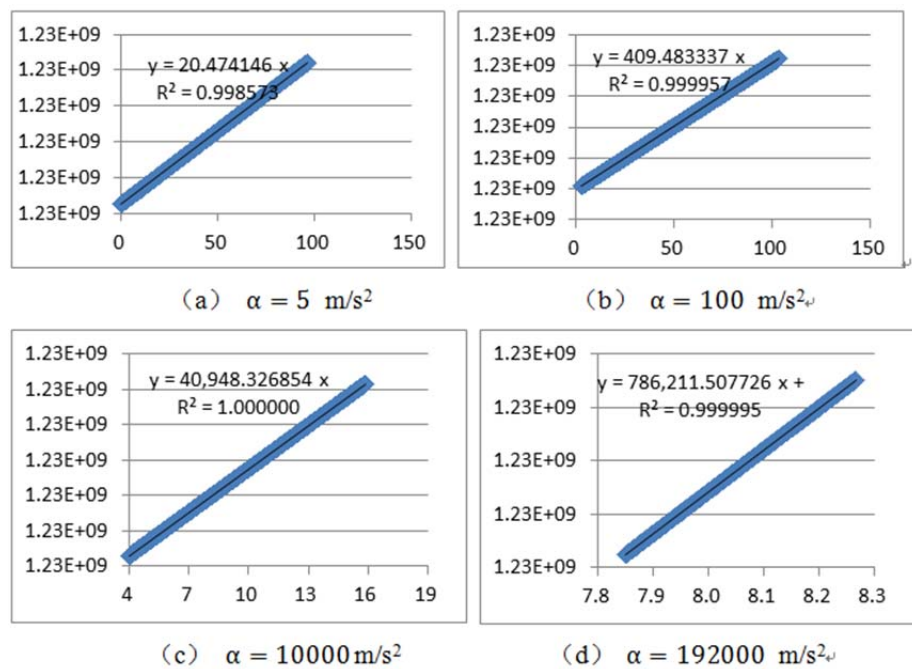 1.23E+09
1.23E+09
1.23E+09
1.23E+09
1.23E+09
1.23E+09
y = 20.474146 x
R² = 0.998573
0 50 100 150
(a) α = 5 m/s²
1.23E+09
1.23E+09
1.23E+09
1.23E+09
1.23E+09
1.23E+09
1.23E+09
y = 409.483337 x
R² = 0.999957
0 50 100 150
(b) α = 100 m/s²
1.23E+09
1.23E+09
1.23E+09
1.23E+09
1.23E+09
1.23E+09
1.23E+09
y = 40,948.326854 x
R² = 1.000000
4 7 10 13 16 19
(c) α = 10000 m/s²
1.23E+09
1.23E+09
1.23E+09
1.23E+09
1.23E+09
y = 786,211.507726 x +
R² = 0.999995
7.8 7.9 8.0 8.1 8.2 8.3
(d) α = 192000 m/s²